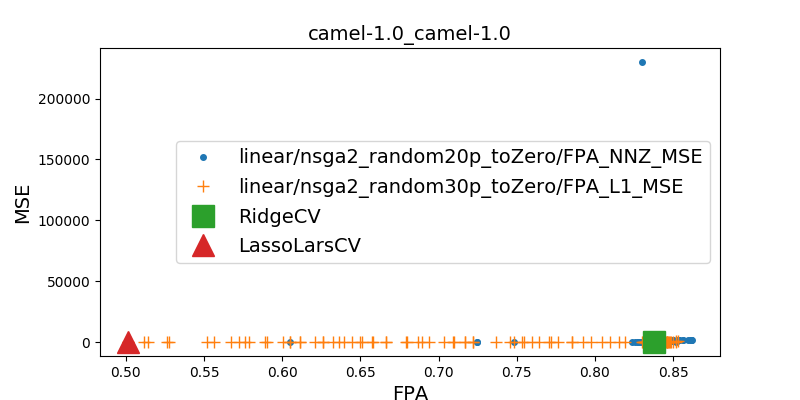 camel-1.0_camel-1.0
MSE
200000
150000
100000
50000
0
linear/nsga2_random20p_toZero/FPA_NNZ_MSE
linear/nsga2_random30p_toZero/FPA_L1_MSE
RidgeCV
LassoLarsCV
0.50 0.55 0.60 0.65 0.70 0.75 0.80 0.85
FPA